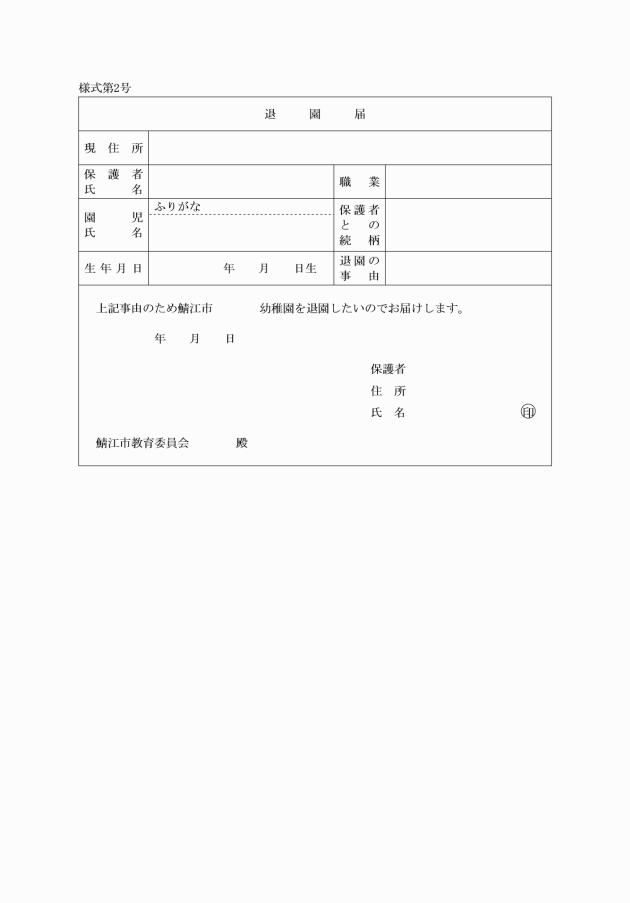 様式第2号
退　園　届
現 住 所
保 護 者
氏 名
職 業
園 児
氏 名
ふりがな
保護者
と の
続 柄
生年月日
年 月 日生
退園の
事 由
上記事由のため鯖江市　　　幼稚園を退園したいのでお届けします。
年 月 日
保護者
住 所
氏 名 ㊞
鯖江市教育委員会 殿